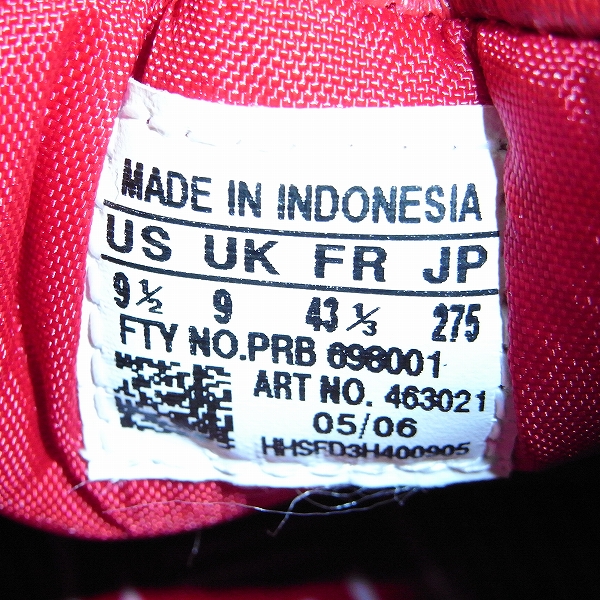 MADE IN INDONESIA
US UK FR JP
9 ½ 9 43 ⅓ 275
FTY NO.PRB 698001
ART NO. 463021
05/06
HHSFD3H400905